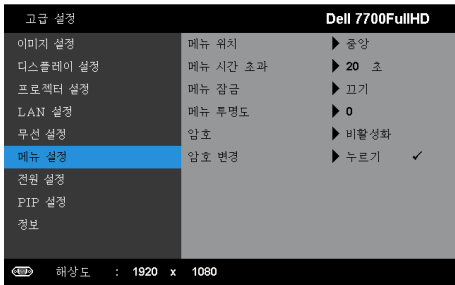 고급 설정 Dell 7700FullHD
이미지 설정 메뉴 위치 중앙
디스플레이 설정 메뉴 시간 초과 20 초
프로젝터 설정 메뉴 잠금 끄기
LAN 설정 메뉴 투명도 0
무선 설정 암호 비활성화
메뉴 설정 암호 변경 누르기 ✓
전원 설정
PIP 설정
정보
해상도 : 1920 x 1080